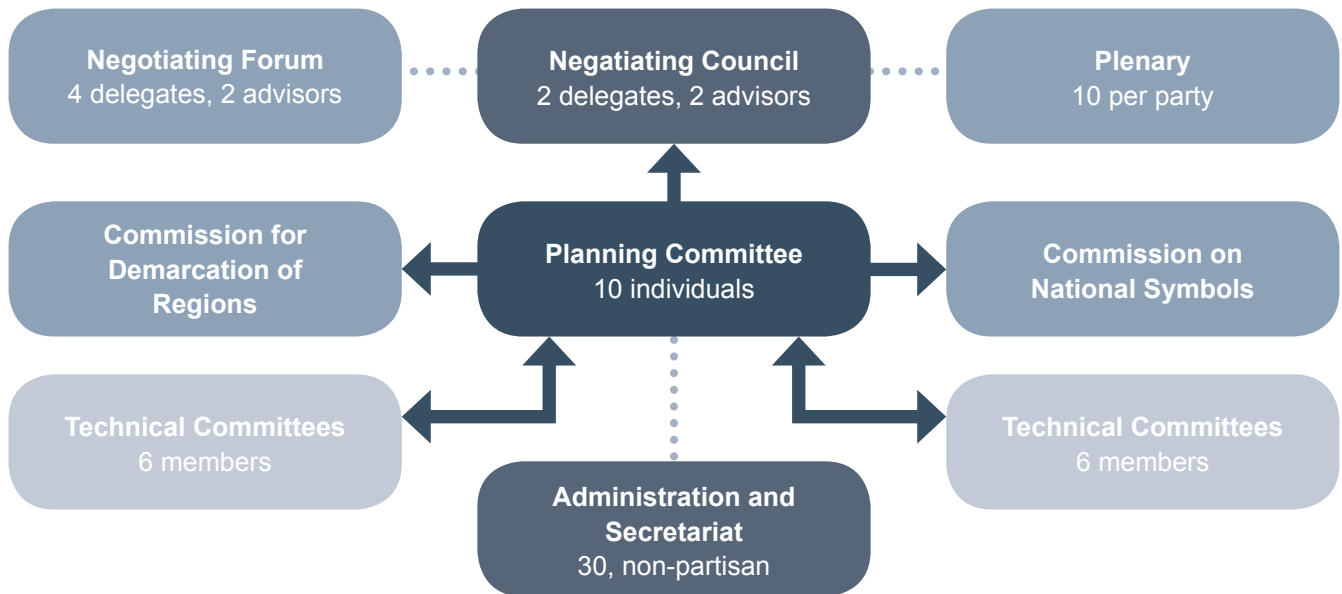 Negotiating Forum
4 delegates, 2 advisors
Negatiating Council
2 delegates, 2 advisors
Plenary
10 per party
Commission for
Demarcation of
Regions
Planning Committee
10 individuals
Commission on
National Symbols
Technical Committees
6 members
Technical Committees
6 members
Administration and
Secretariat
30, non-partisan